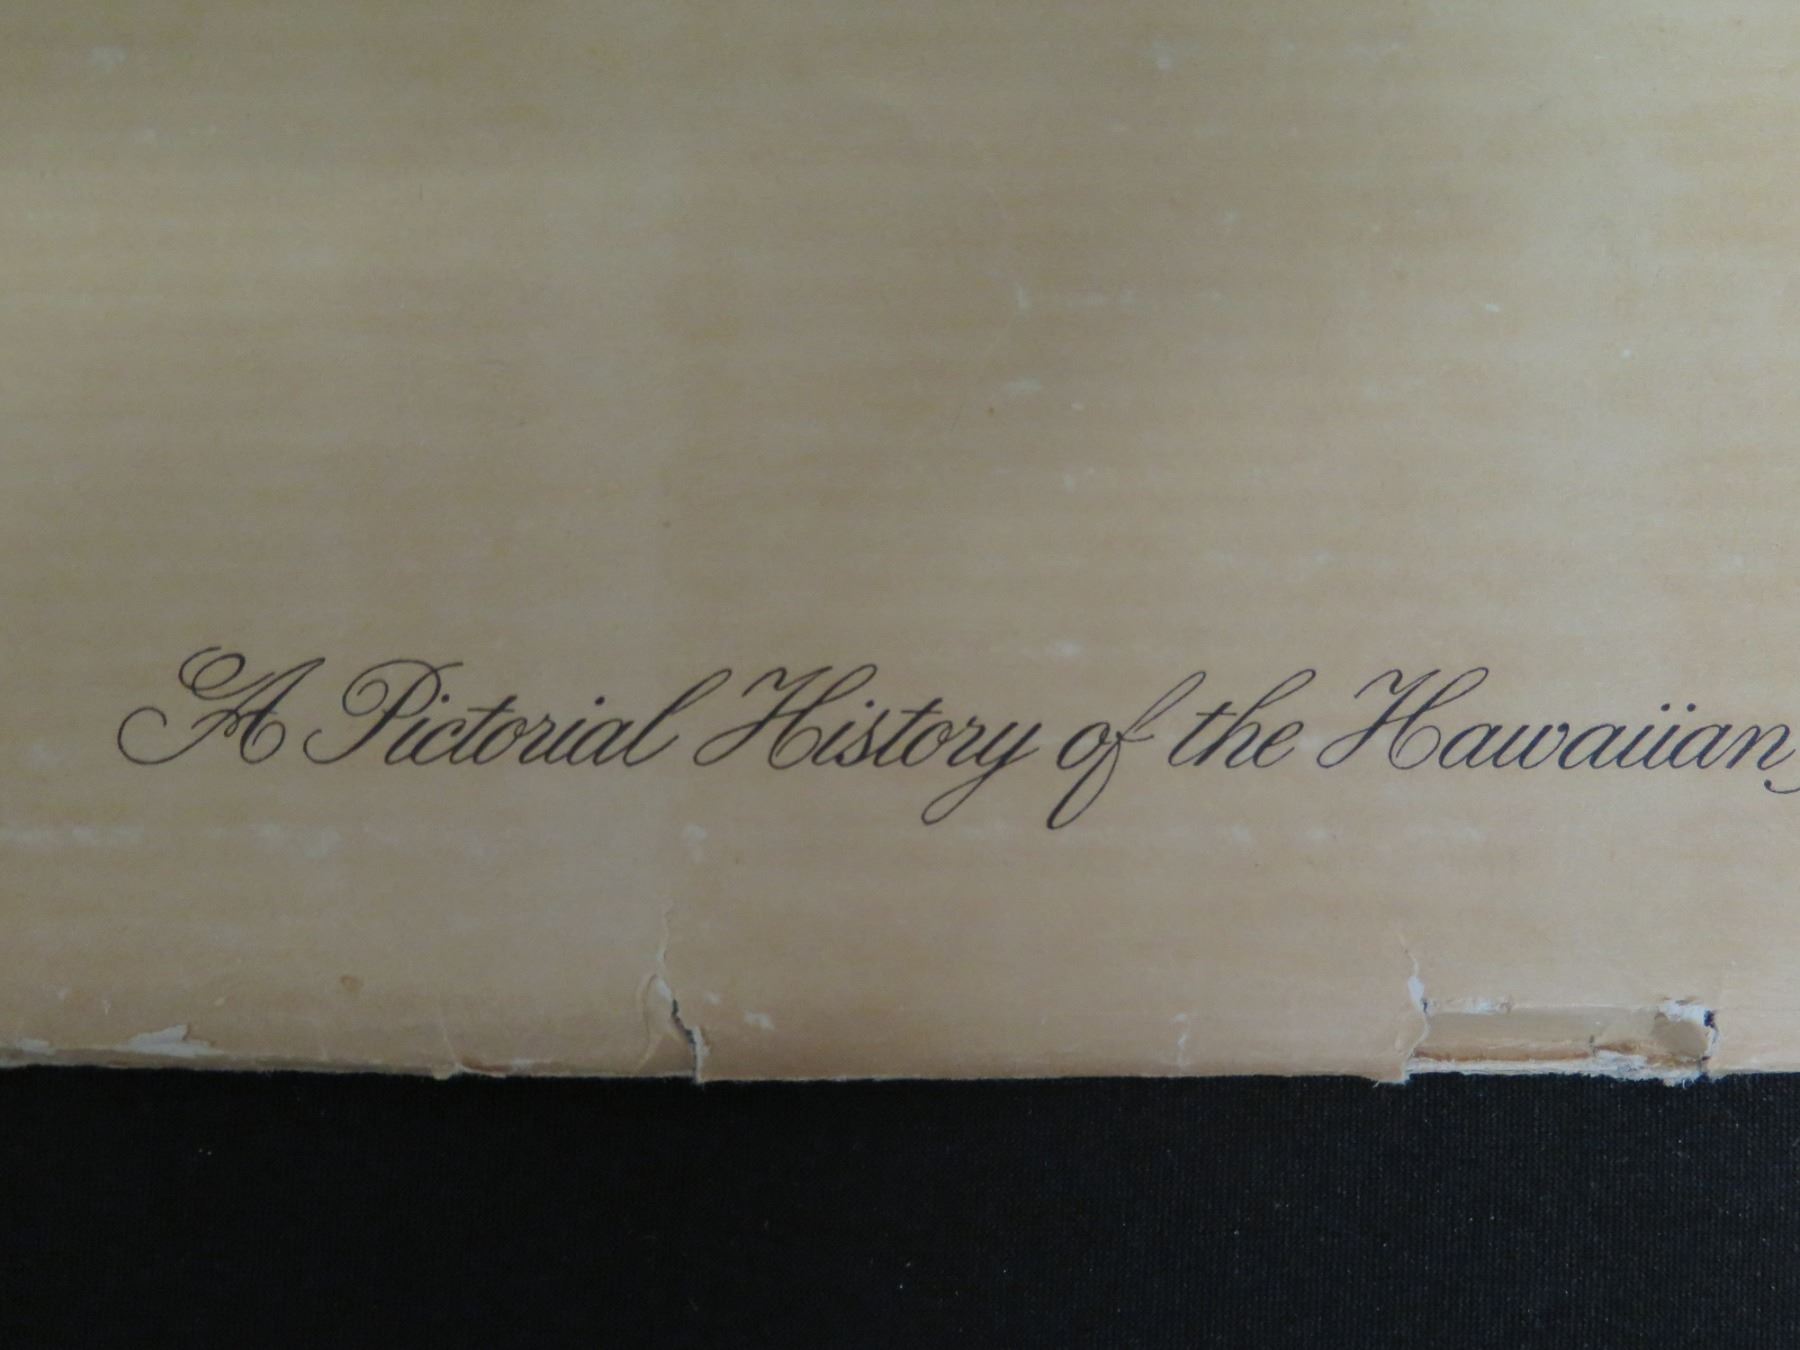 A Pictorial History of the Hawaiian